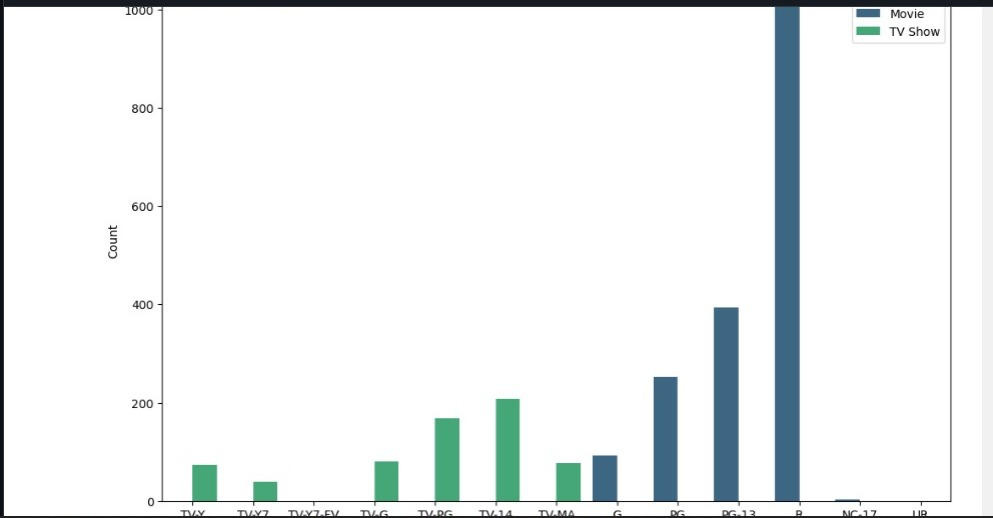 1000
Movie
TV Show
800
600
Count
400
200
0
TV-Y TV-Y7 TV-Y7-FV TV-G TV-PG TV-14 TV-MA G PG PG-13 R NC-17 UR